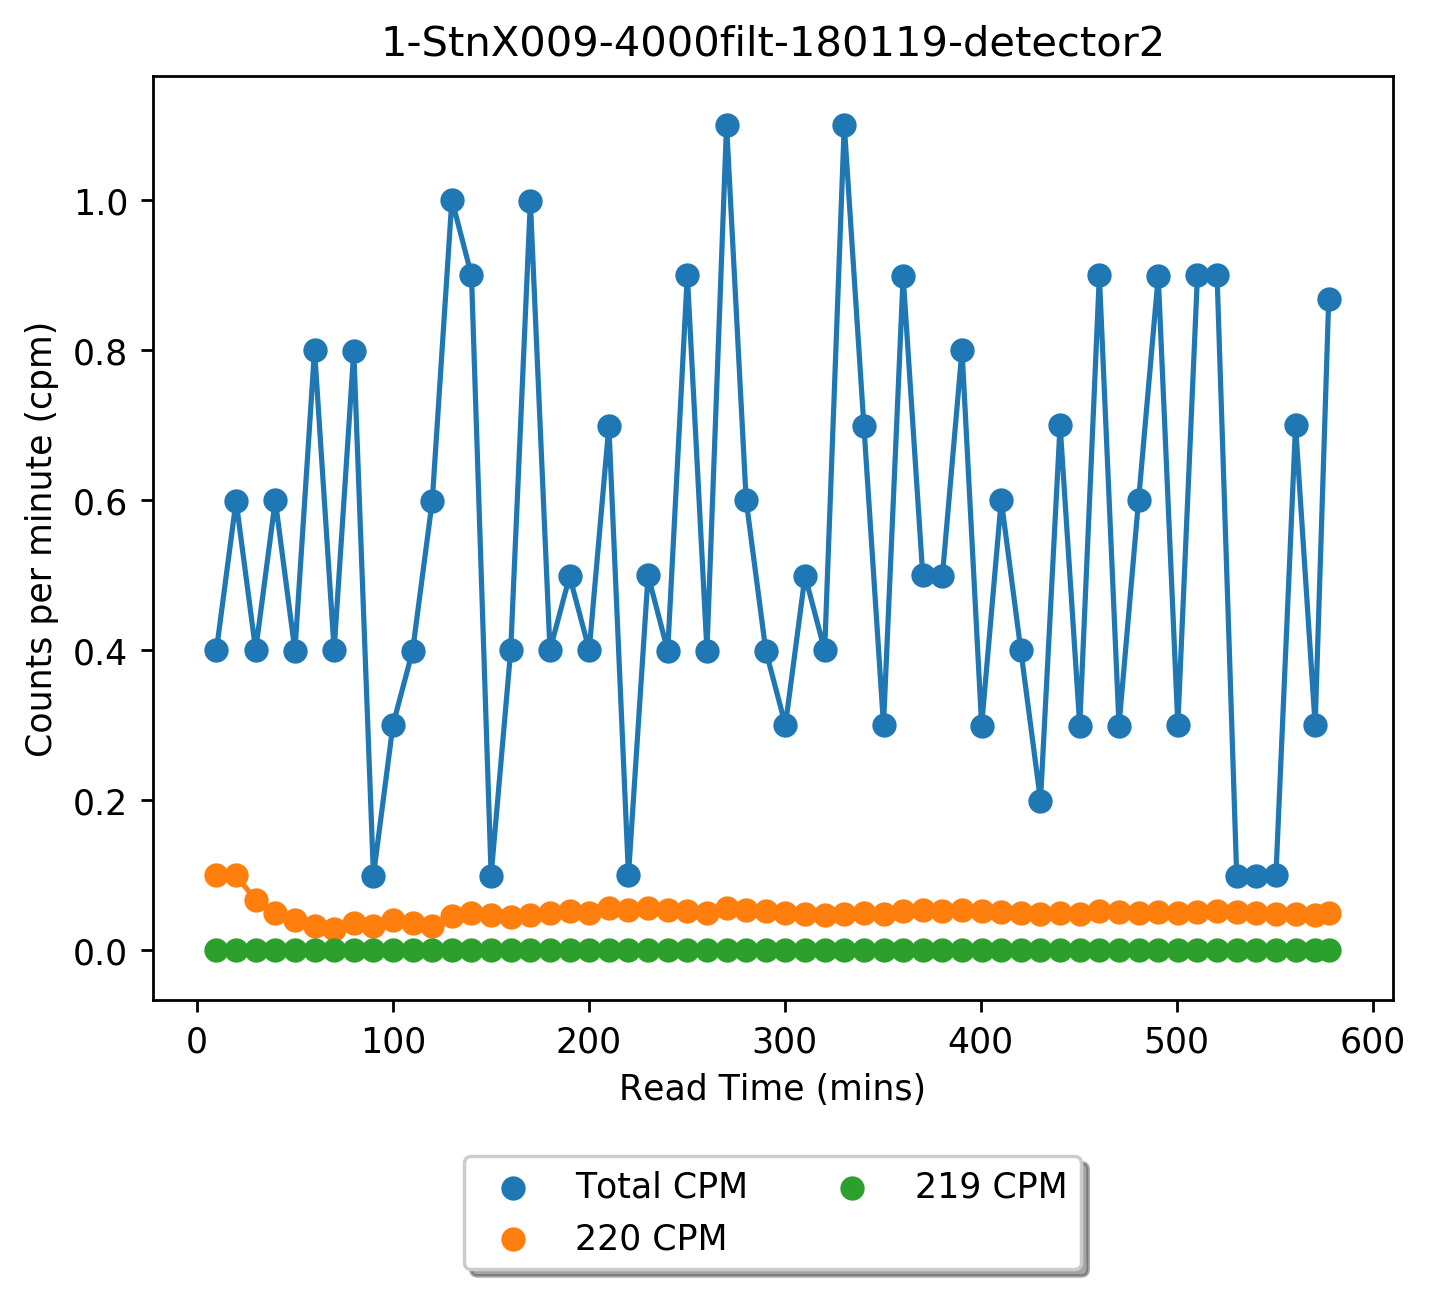 1-StnX009-4000filt-180119-detector2
Counts per minute (cpm)
1.0
0.8
0.6
0.4
0.2
0.0
0 100 200 300 400 500 600
Read Time (mins)
Total CPM 219 CPM
220 CPM